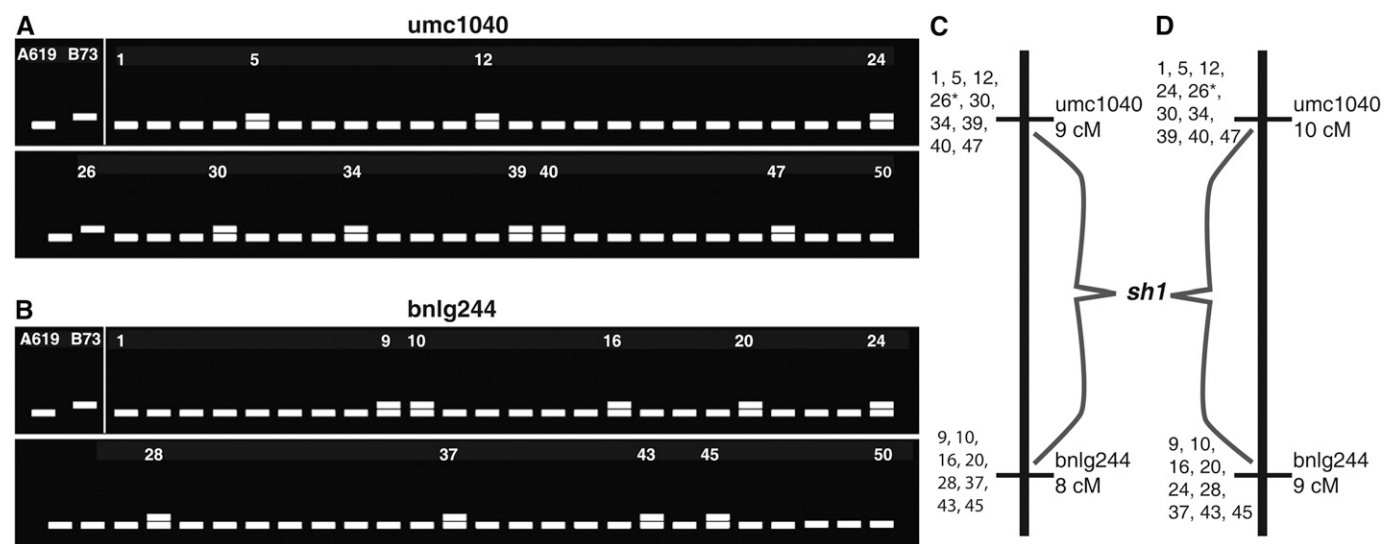 A
umc1040
A619 B73 1 5 12 24
26 30 34 39 40 47 50
B
bnlg244
A619 B73 1 9 10 16 20 24
28 37 43 45 50
C
1, 5, 12,
26*, 30,
34, 39,
40, 47
umc1040
9 cM
9, 10,
16, 20,
28, 37,
43, 45
bnlg244
8 cM
sh1
D
1, 5, 12,
24, 26*,
30, 34,
39, 40, 47
umc1040
10 cM
9, 10,
16, 20,
24, 28,
37, 43, 45
bnlg244
9 cM